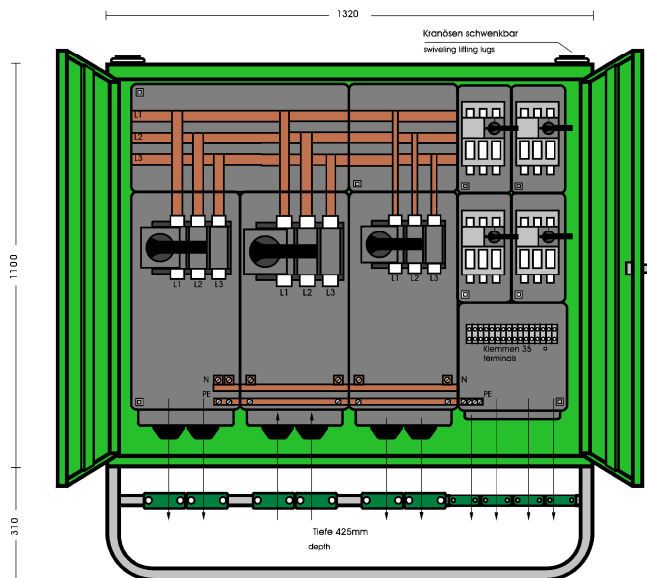 1320
Kranösen schwenkbar
swiveling lifting lugs
L1
L2
L3
1100
L1 L2 L3
L1 L2 L3
L1 L2 L3
Klemmen 35
terminals
N
N
PE
PE
310
Tiefe 425mm
depth